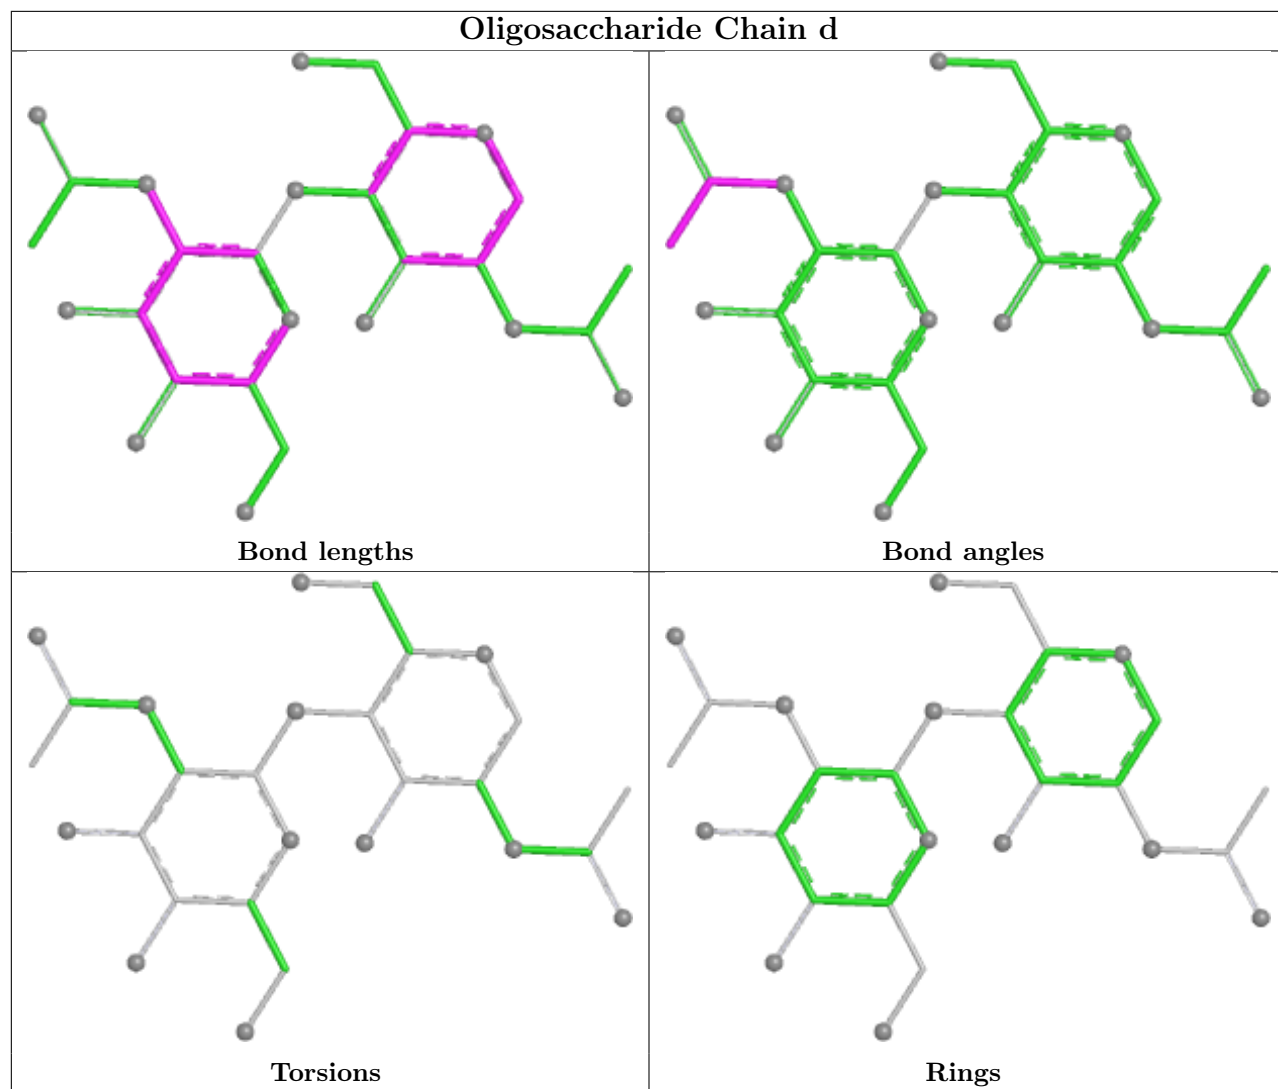 Oligosaccharide Chain d
Bond lengths
Bond angles
Torsions
Rings